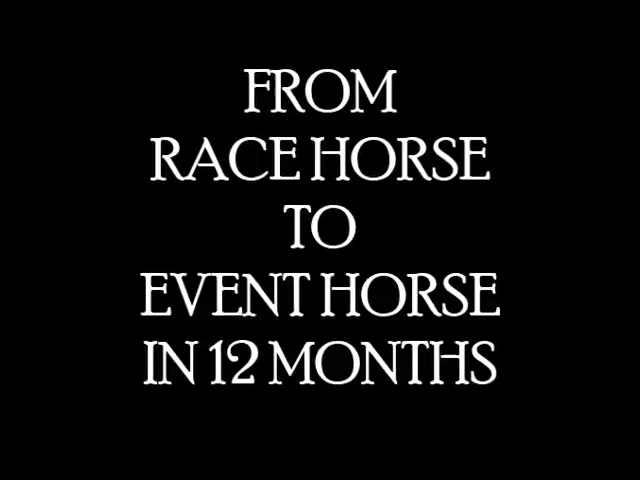 FROM
RACE HORSE
TO
EVENT HORSE
IN 12 MONTHS